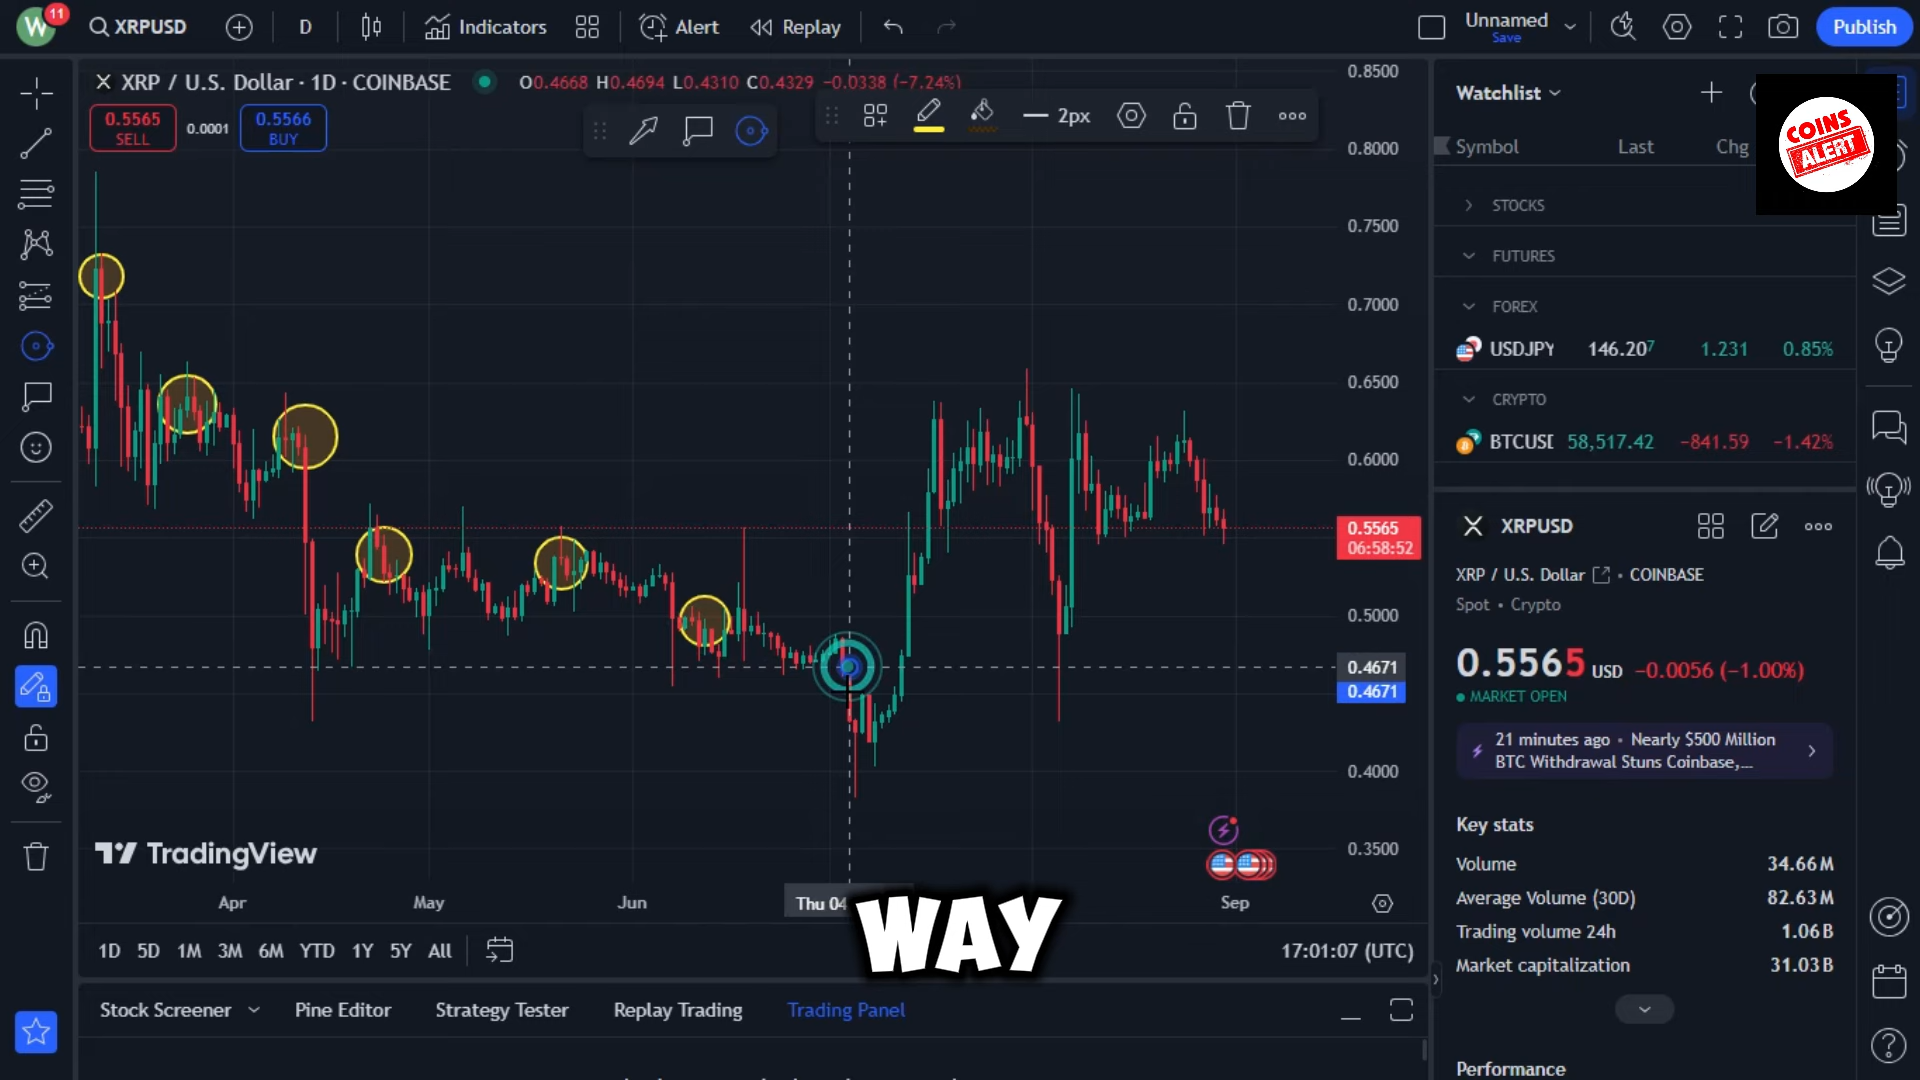 W 11 XRPUSD D Indicators Alert Replay Unnamed Save Publish
X XRP / U.S. Dollar · 1D · COINBASE O0.4668 H0.4694 L0.4310 C0.4329 −0.0338 (−7.24%)
0.5565 SELL 0.0001 0.5566 BUY
2px
0.8500
0.8000
0.7500
0.7000
0.6500
0.6000
0.5565
06:58:52
0.5000
0.4671
0.4671
0.4000
0.3500
TradingView
Apr May Jun Thu 04 Sep
WAY
1D 5D 1M 3M 6M YTD 1Y 5Y All 17:01:07 (UTC)
Stock Screener Pine Editor Strategy Tester Replay Trading Trading Panel
Watchlist
COINS
ALERT
Symbol Last Chg
STOCKS
FUTURES
FOREX
USDJPY 146.207 1.231 0.85%
CRYPTO
BTCUSD 58,517.42 −841.59 −1.42%
XRPUSD
XRP / U.S. Dollar • COINBASE
Spot • Crypto
0.5565 USD −0.0056 (−1.00%)
MARKET OPEN
21 minutes ago • Nearly $500 Million
BTC Withdrawal Stuns Coinbase,...
Key stats
Volume 34.66M
Average Volume (30D) 82.63M
Trading volume 24h 1.06B
Market capitalization 31.03B
Performance